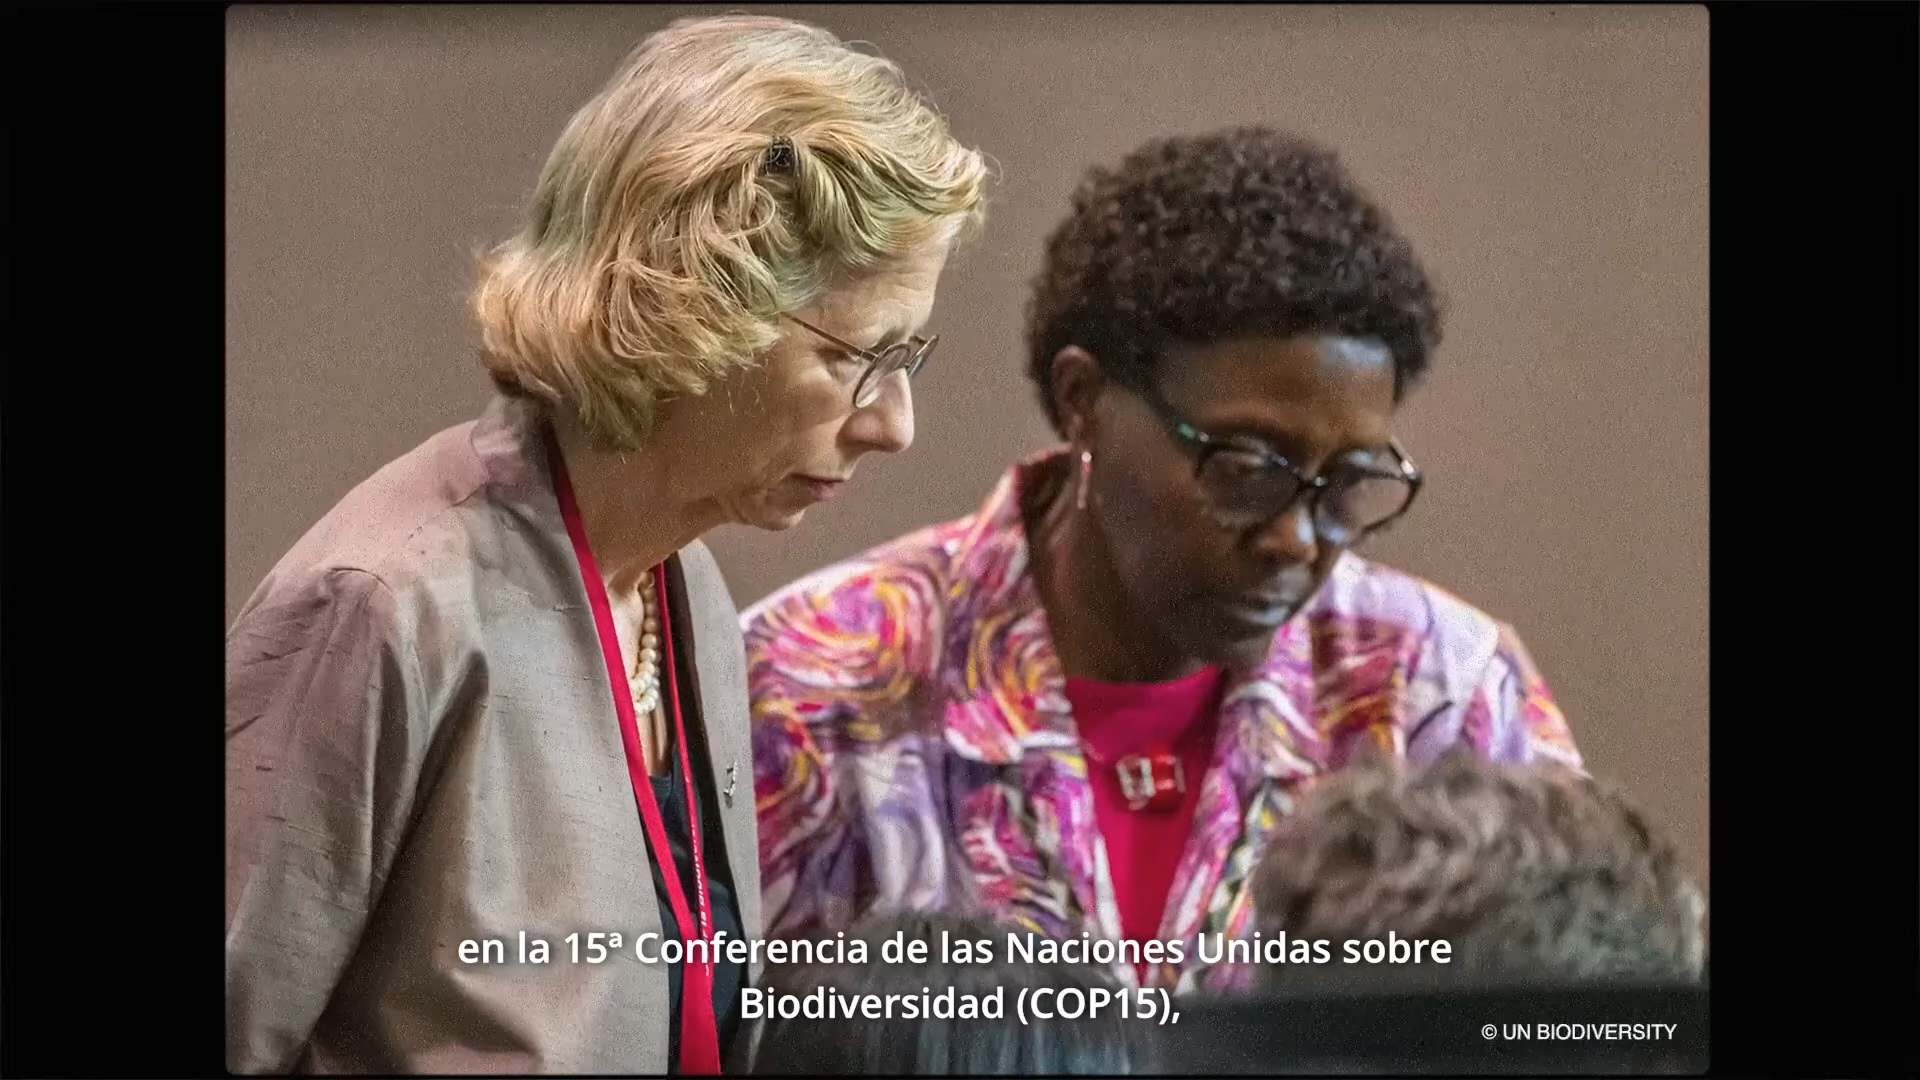 en la 15ª Conferencia de las Naciones Unidas sobre
Biodiversidad (COP15),
© UN BIODIVERSITY